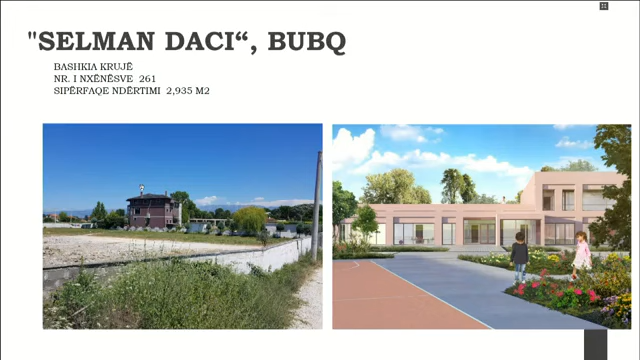 "SELMAN DACI“, BUBQ
BASHKIA KRUJË
NR. I NXËNËSVE 261
SIPËRFAQE NDËRTIMI 2,935 M2